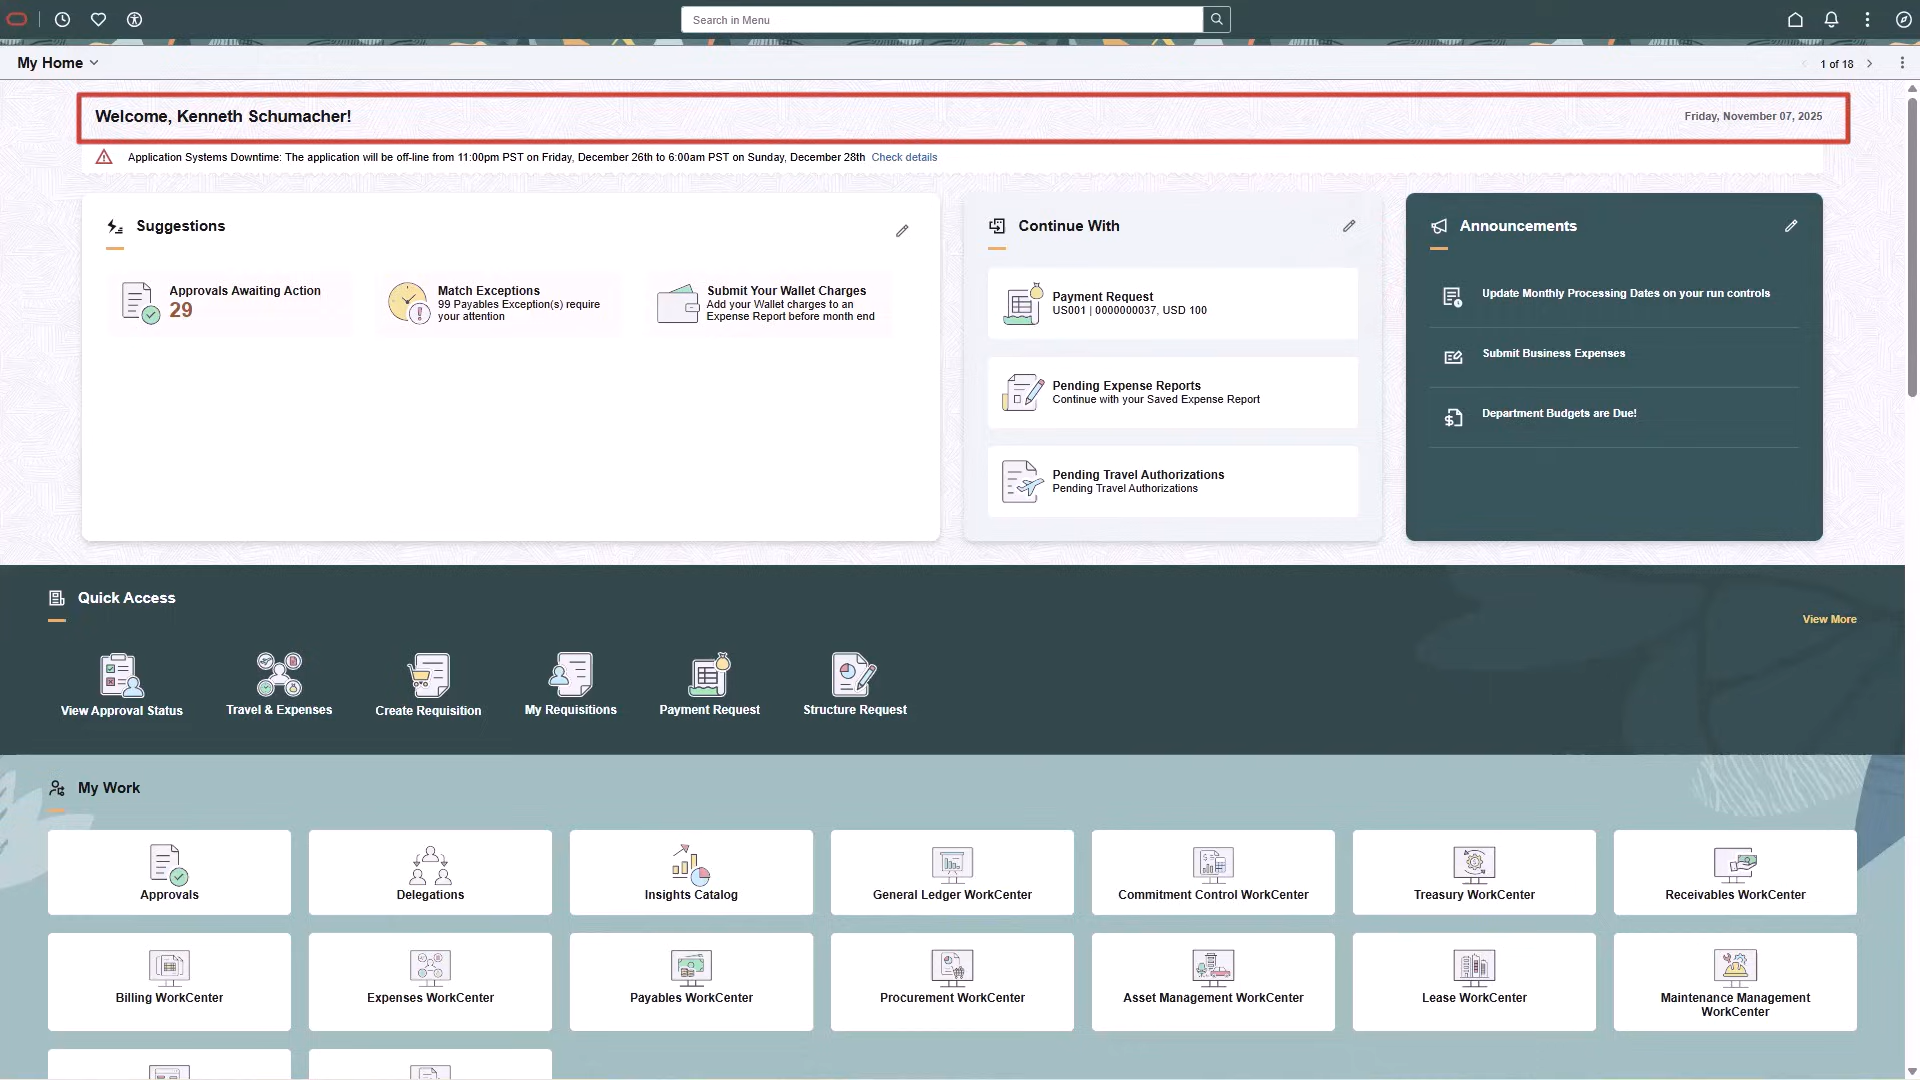 Search in Menu
My Home
1 of 18
Welcome, Kenneth Schumacher!
Friday, November 07, 2025
Application Systems Downtime: The application will be off-line from 11:00pm PST on Friday, December 26th to 6:00am PST on Sunday, December 28th Check details
Suggestions
Approvals Awaiting Action
29
Match Exceptions
99 Payables Exception(s) require
your attention
Submit Your Wallet Charges
Add your Wallet charges to an
Expense Report before month end
Continue With
Payment Request
US001 | 0000000037, USD 100
Pending Expense Reports
Continue with your Saved Expense Report
Pending Travel Authorizations
Pending Travel Authorizations
Announcements
Update Monthly Processing Dates on your run controls
Submit Business Expenses
Department Budgets are Due!
Quick Access
View More
View Approval Status
Travel & Expenses
Create Requisition
My Requisitions
Payment Request
Structure Request
My Work
Approvals
Delegations
Insights Catalog
General Ledger WorkCenter
Commitment Control WorkCenter
Treasury WorkCenter
Receivables WorkCenter
Billing WorkCenter
Expenses WorkCenter
Payables WorkCenter
Procurement WorkCenter
Asset Management WorkCenter
Lease WorkCenter
Maintenance Management
WorkCenter